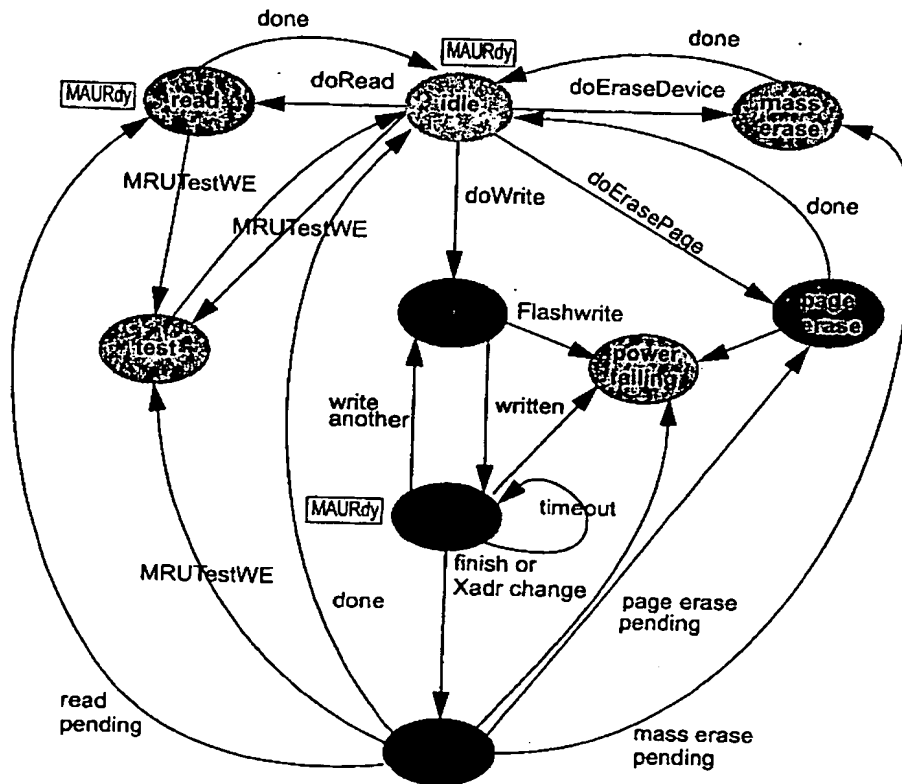 done
MAURdy
done
MAURdy
read
doRead
idle
doEraseDevice
mass
erase
MRUTestWE
MRUTestWE
doWrite
doErasePage
done
Flashwrite
page
erase
test
power
failing
write
another
written
MAURdy
timeout
MRUTestWE
done
finish or
Xadr change
page erase
pending
read
pending
mass erase
pending